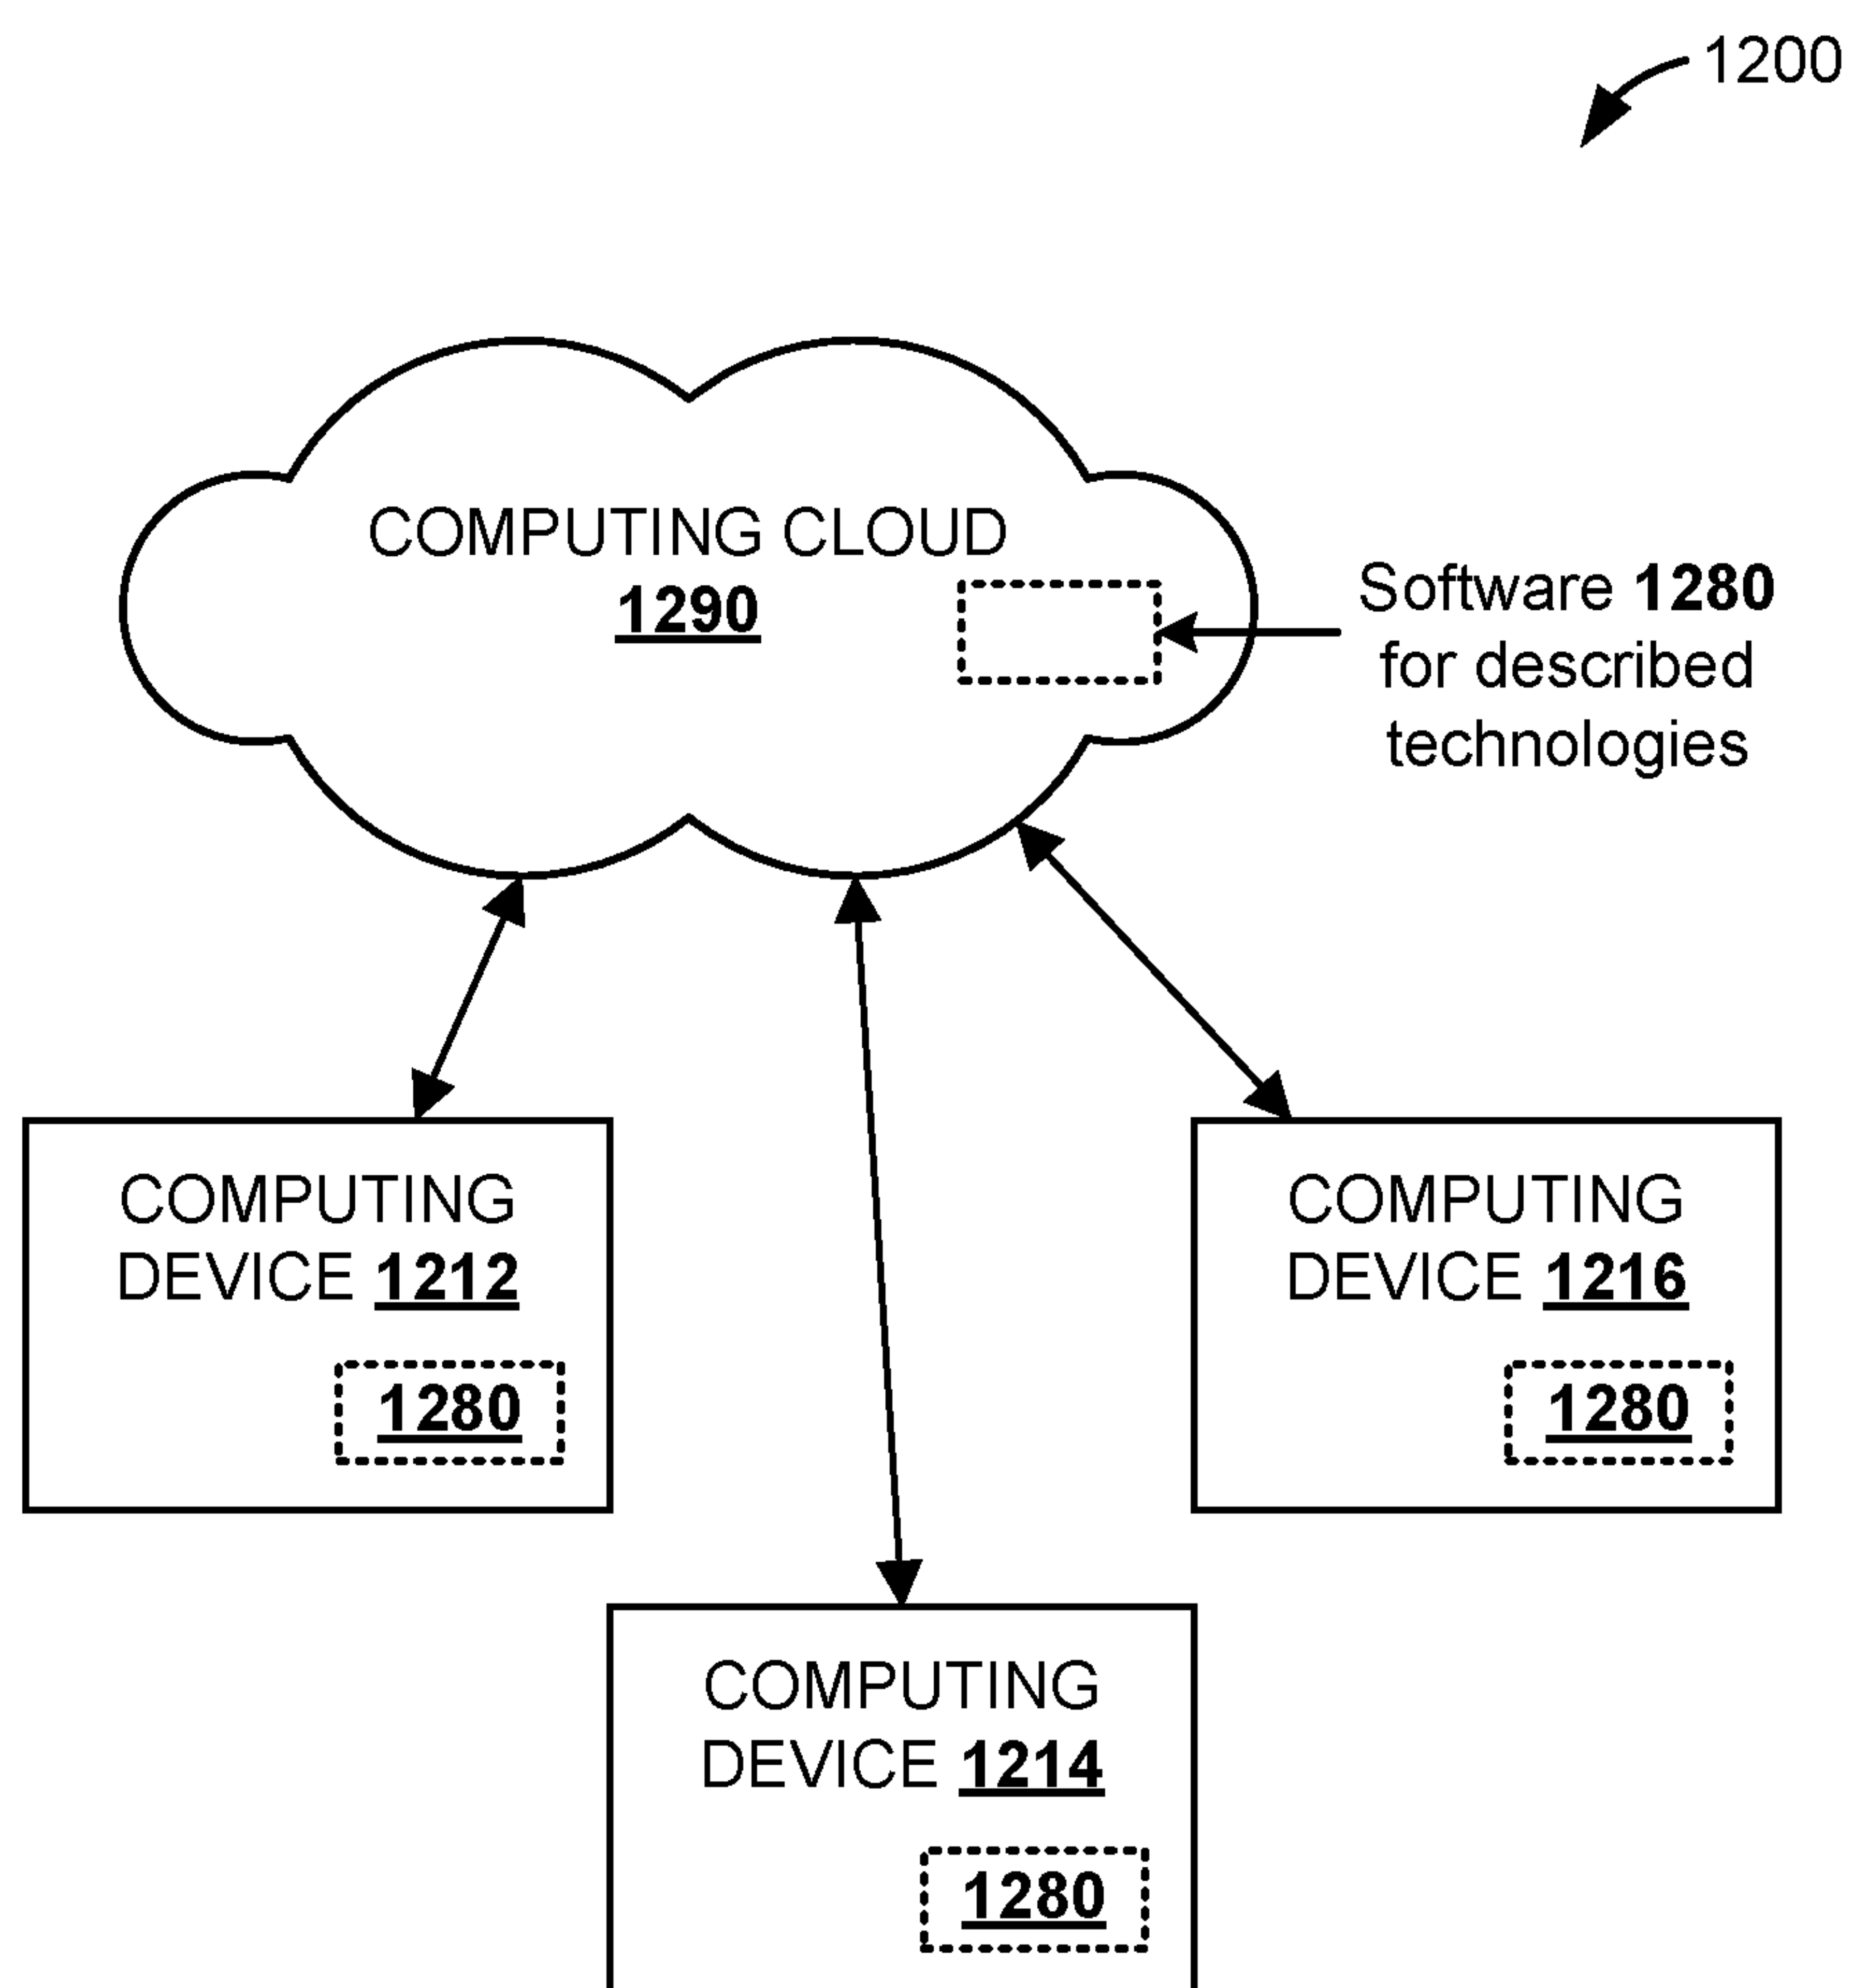 1200
COMPUTING CLOUD
1290
Software 1280
for described
technologies
COMPUTING
DEVICE 1212
1280
COMPUTING
DEVICE 1216
1280
COMPUTING
DEVICE 1214
1280